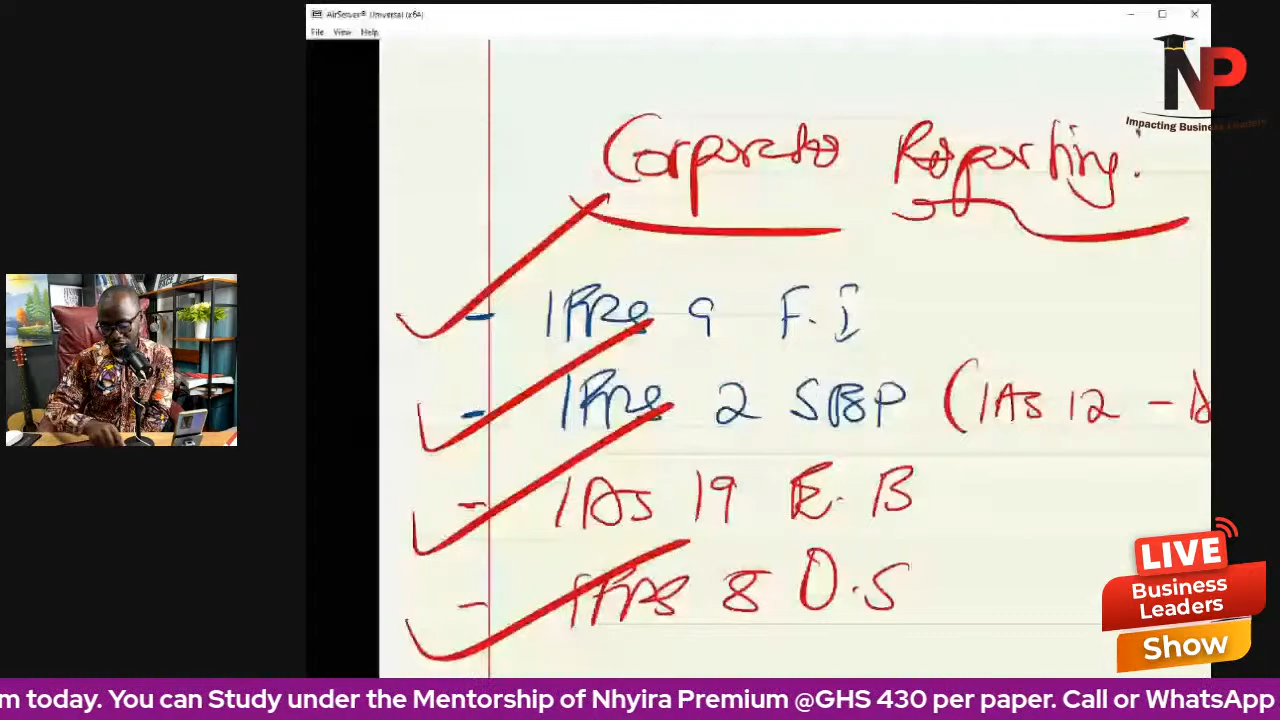 AirServer® Universal (x64)
File View Help
NP
Impacting Business Leaders
Corporate Reporting.
- IFRS 9 F.I
- IFRS 2 SBP (IAS 12 -
- IAS 19 E.B
- IFRS 8 O.S
LIVE
Business
Leaders
Show
m today. You can Study under the Mentorship of Nhyira Premium @GHS 430 per paper. Call or WhatsApp